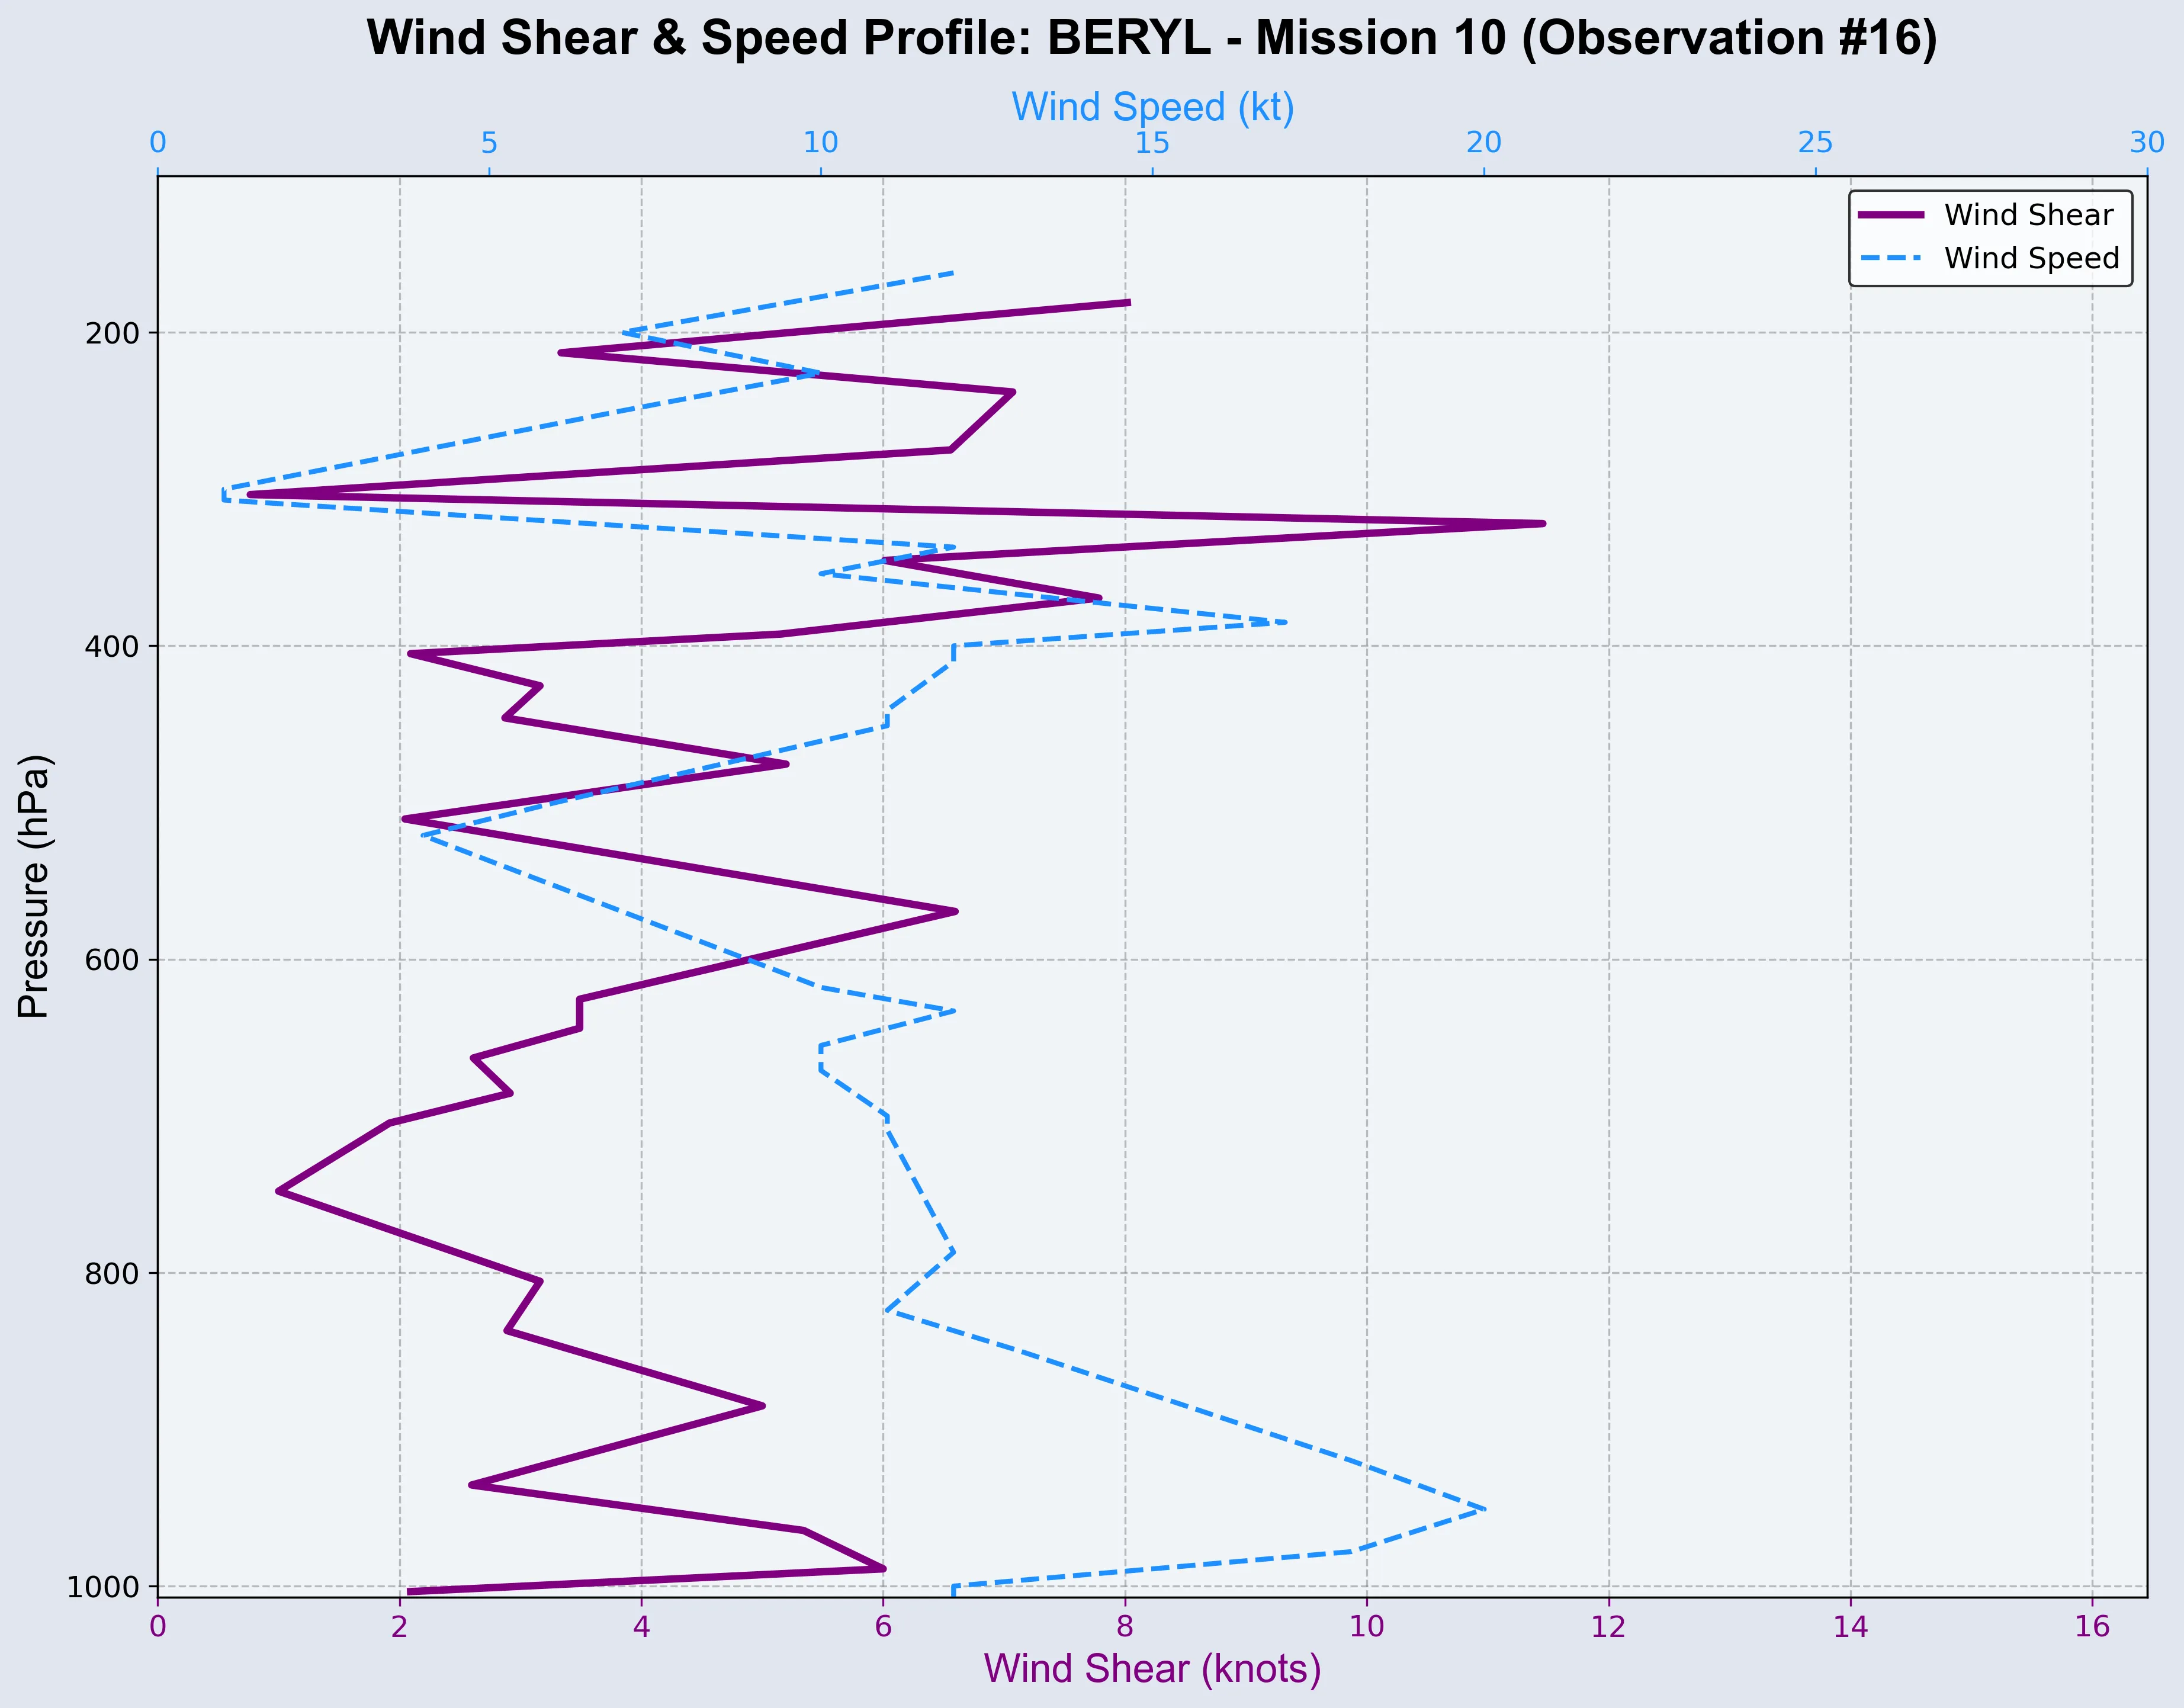 Wind Shear & Speed Profile: BERYL - Mission 10 (Observation #16)
Wind Speed (kt)
0 5 10 15 20 25 30
Wind Shear
Wind Speed
200
400
600
800
1000
Pressure (hPa)
0 2 4 6 8 10 12 14 16
Wind Shear (knots)